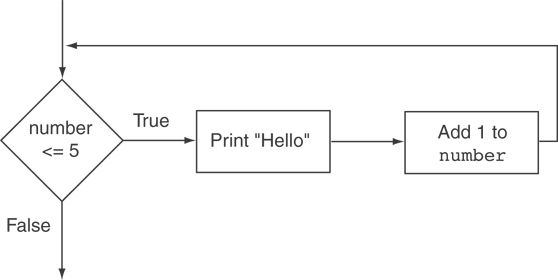 number
<= 5
True
Print "Hello"
Add 1 to
number
False